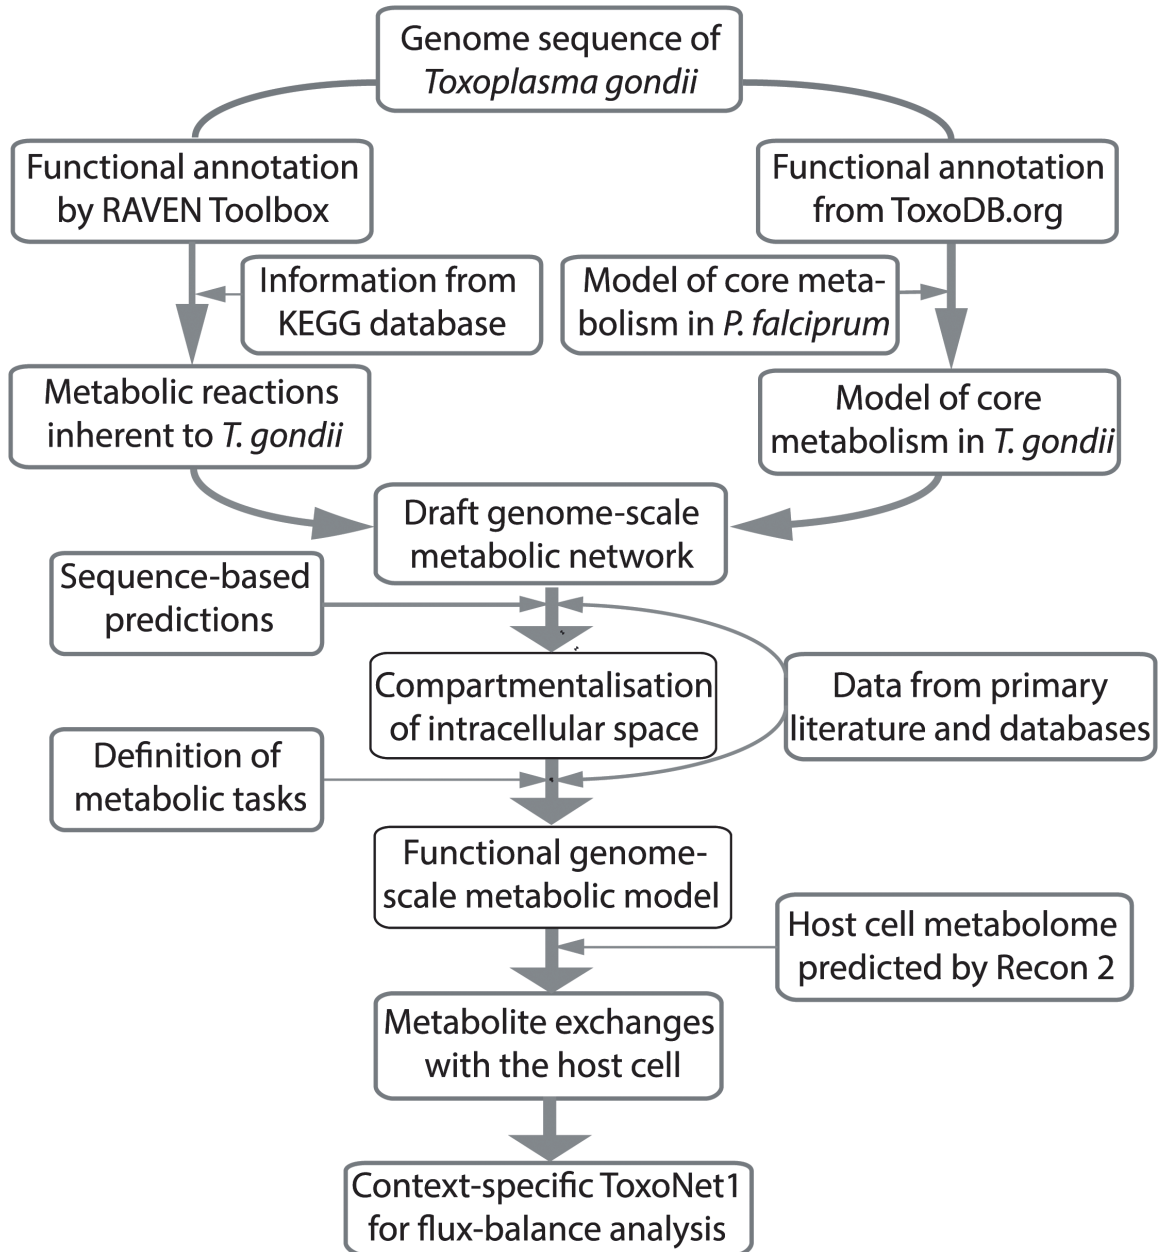 Genome sequence of
Toxoplasma gondii
Functional annotation
by RAVEN Toolbox
Functional annotation
from ToxoDB.org
Information from
KEGG database
Model of core meta-
bolism in P. falciprum
Metabolic reactions
inherent to T. gondii
Model of core
metabolism in T. gondii
Draft genome-scale
metabolic network
Sequence-based
predictions
Compartmentalisation
of intracellular space
Data from primary
literature and databases
Definition of
metabolic tasks
Functional genome-
scale metabolic model
Host cell metabolome
predicted by Recon 2
Metabolite exchanges
with the host cell
Context-specific ToxoNet1
for flux-balance analysis